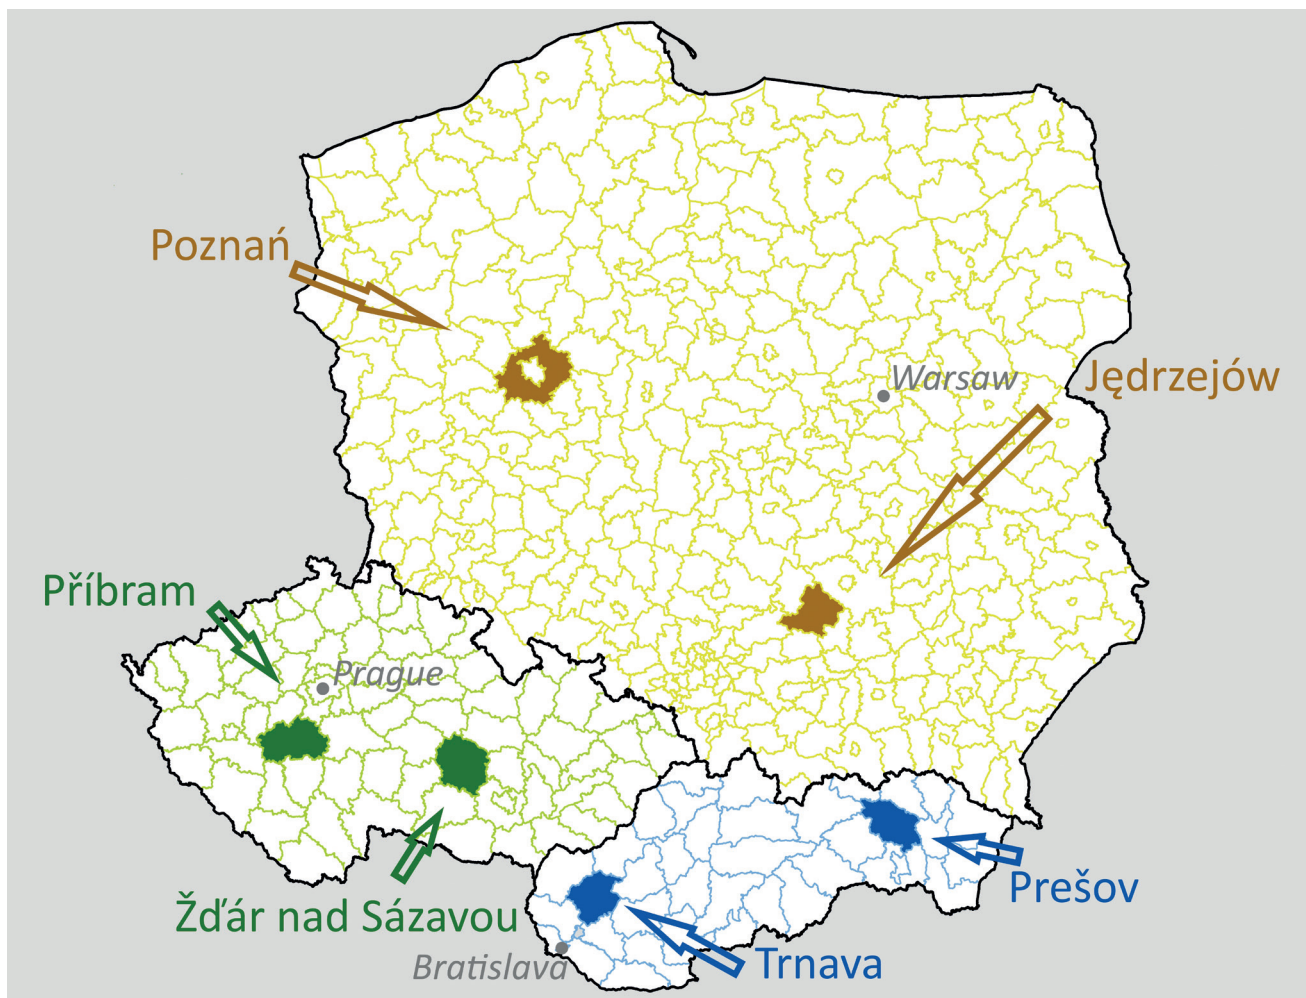 Poznań
Warsaw
Jędrzejów
Příbram
Prague
Žďár nad Sázavou
Prešov
Bratislava
Trnava